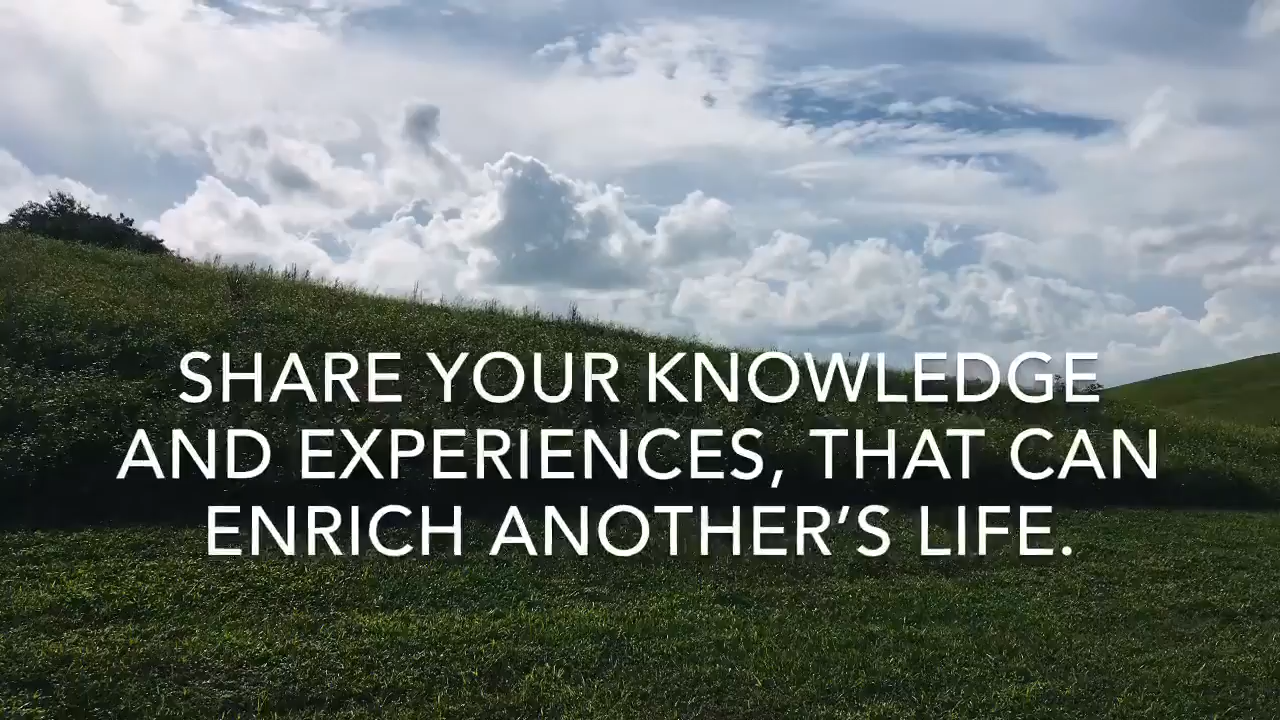 SHARE YOUR KNOWLEDGE
AND EXPERIENCES, THAT CAN
ENRICH ANOTHER’S LIFE.